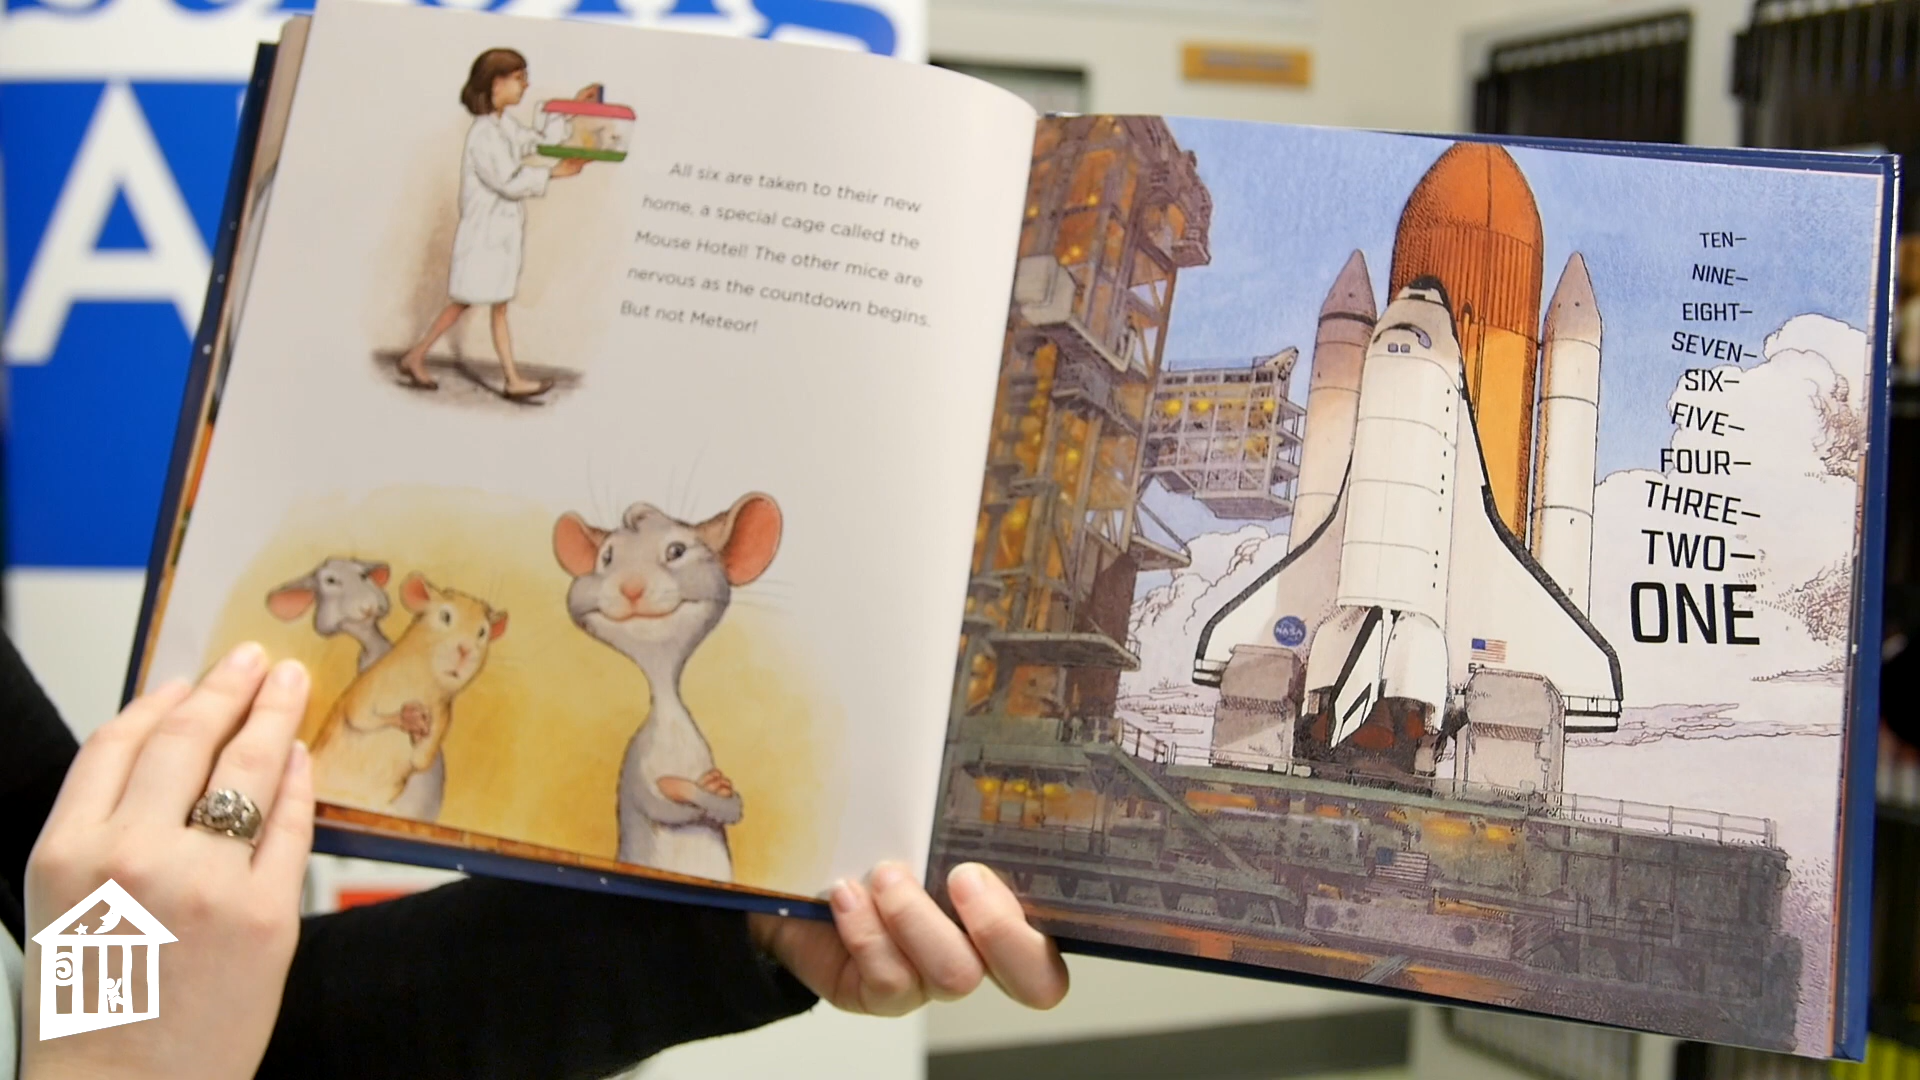 All six are taken to their new
home, a special cage called the
Mouse Hotel! The other mice are
nervous as the countdown begins.
But not Meteor!
TEN–
NINE–
EIGHT–
SEVEN–
SIX–
FIVE–
FOUR–
THREE–
TWO–
ONE
NASA
A